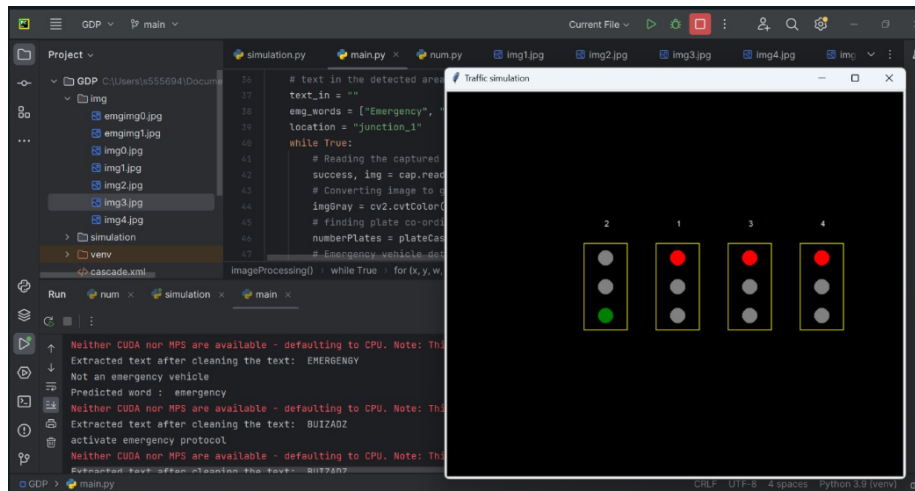 GDP main Current File
Project
simulation.py main.py num.py img1.jpg img2.jpg img3.jpg img4.jpg img
GDP C:\Users\s555694\Docume
img
emgimg0.jpg
emgimg1.jpg
img0.jpg
img1.jpg
img2.jpg
img3.jpg
img4.jpg
simulation
venv
cascade.xml
36 # text in the detected area
37 text_in = ""
38 emg_words = ["Emergency", "
39 location = "junction_1"
40 while True:
41 # Reading the captured
42 success, img = cap.read
43 # Converting image to g
44 imgGray = cv2.cvtColor(
45 # finding plate co-ordi
46 numberPlates = plateCas
47 # Emergency vehicle det
imageProcessing() while True for (x, y, w,
Traffic simulation
2 1 3 4
Run num simulation main
Neither CUDA nor MPS are available - defaulting to CPU. Note: Thi
Extracted text after cleaning the text: EMERGENGY
Not an emergency vehicle
Predicted word : emergency
Neither CUDA nor MPS are available - defaulting to CPU. Note: Thi
Extracted text after cleaning the text: BUIZADZ
activate emergency protocol
Neither CUDA nor MPS are available - defaulting to CPU. Note: Thi
Extracted text after cleaning the text: BUIZADZ
GDP > main.py CRLF UTF-8 4 spaces Python 3.9 (venv)